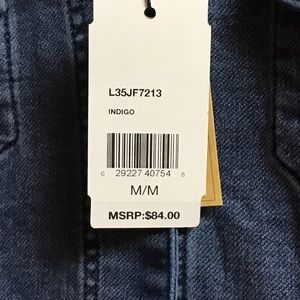 L35JF7213
INDIGO
6 29227 40754 8
M/M
MSRP:$84.00